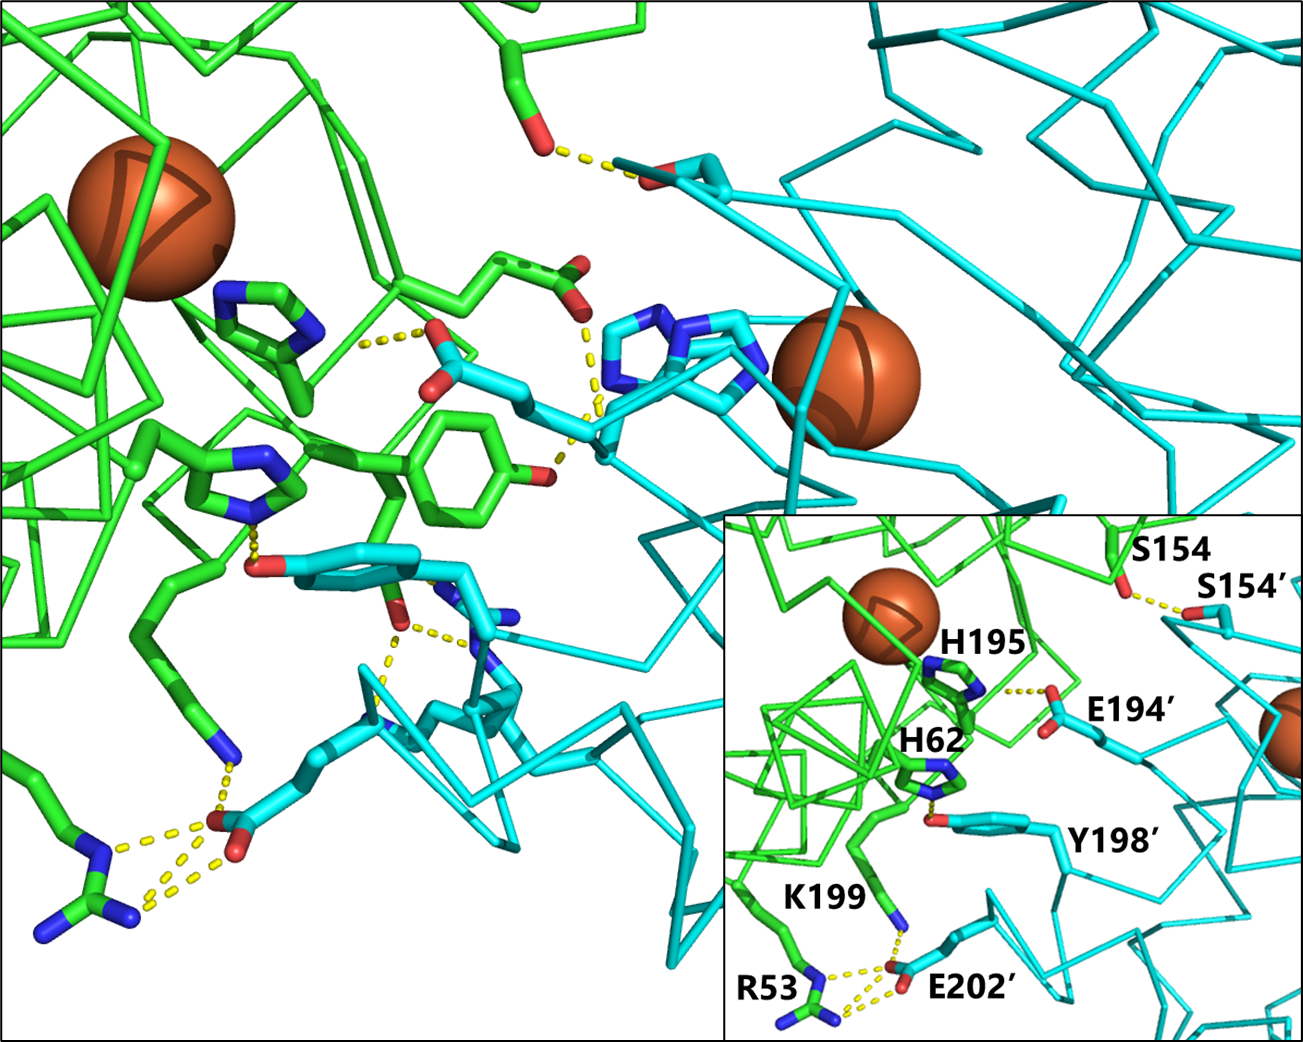 S154
S154′
H195
E194′
H62
Y198′
K199
R53
E202′